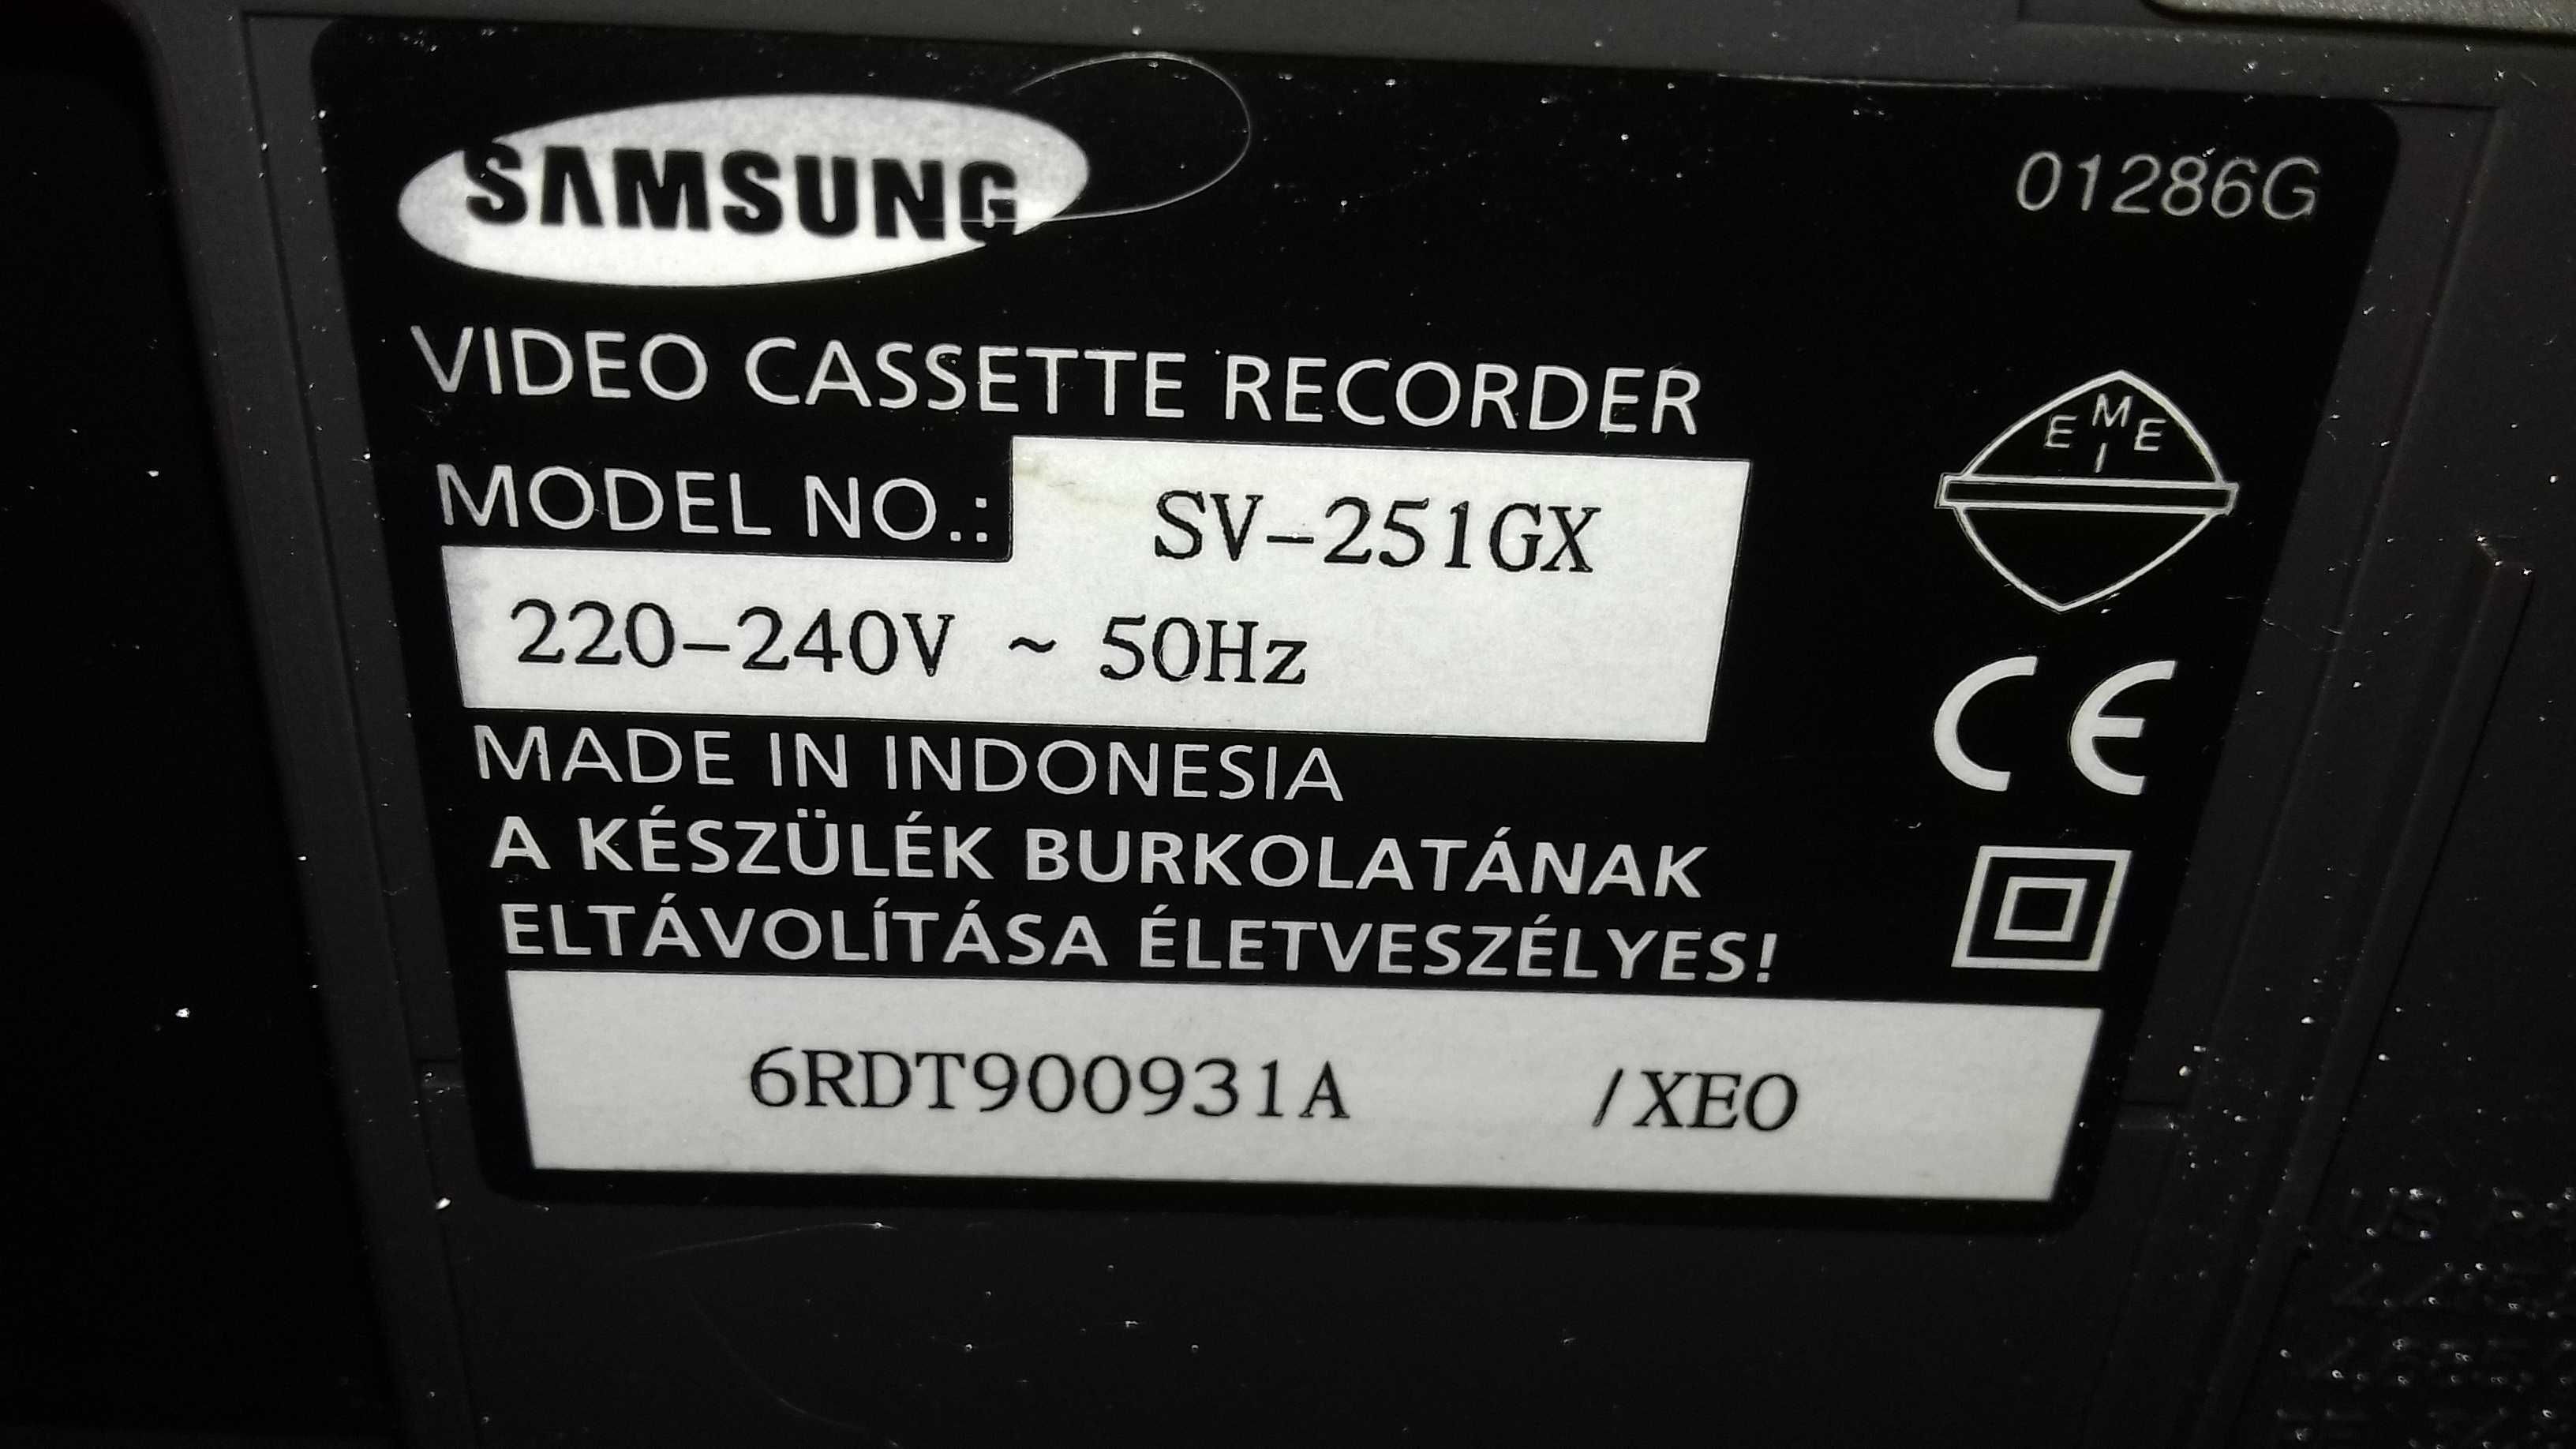 SAMSUNG
01286G
VIDEO CASSETTE RECORDER
MODEL NO.: SV-251GX
220-240V ~ 50Hz
E M E
I
CE
MADE IN INDONESIA
A KÉSZÜLÉK BURKOLATÁNAK
ELTÁVOLÍTÁSA ÉLETVESZÉLYES!
6RDT900931A /XEO